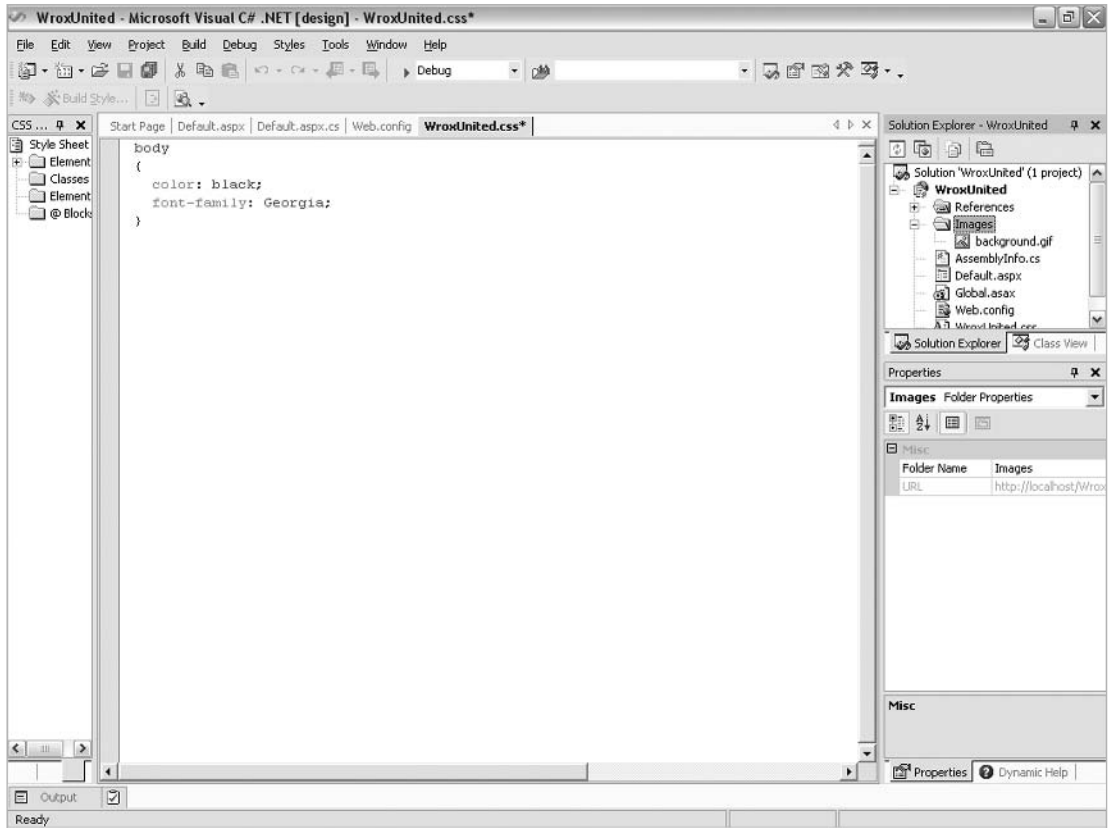 WroxUnited - Microsoft Visual C# .NET [design] - WroxUnited.css*
File Edit View Project Build Debug Styles Tools Window Help
Debug
Build Style...
CSS ...
Start Page Default.aspx Default.aspx.cs Web.config WroxUnited.css*
Style Sheet
Element
Classes
Element
@ Block
body
{
color: black;
font-family: Georgia;
}
Solution Explorer - WroxUnited
Solution 'WroxUnited' (1 project)
WroxUnited
References
Images
background.gif
AssemblyInfo.cs
Default.aspx
Global.asax
Web.config
WroxUnited.css
Solution Explorer Class View
Properties
Images Folder Properties
Misc
Folder Name Images
URL http://localhost/Wrox
Misc
Properties Dynamic Help
Output
Ready